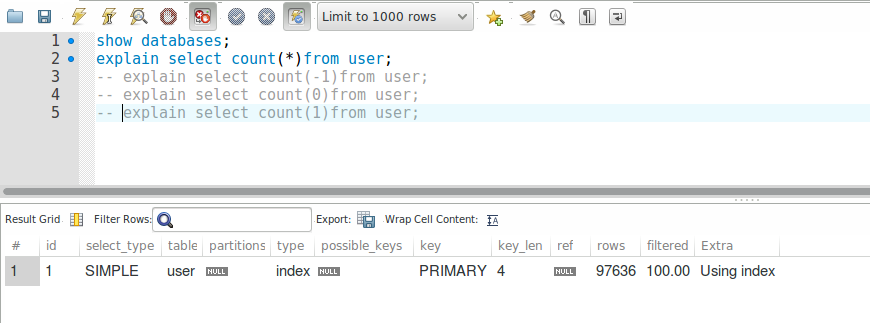 Limit to 1000 rows
1 show databases;
2 explain select count(*)from user;
3 -- explain select count(-1)from user;
4 -- explain select count(0)from user;
5 -- explain select count(1)from user;
Result Grid Filter Rows: Export: Wrap Cell Content: IA
# id select_type table partitions type possible_keys key key_len ref rows filtered Extra
1 1 SIMPLE user NULL index NULL PRIMARY 4 NULL 97636 100.00 Using index